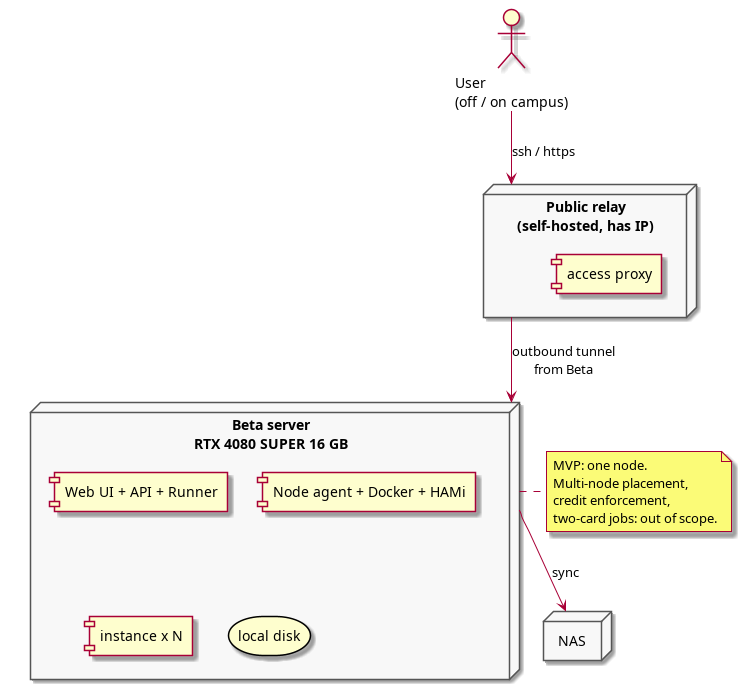 User
(off / on campus)
ssh / https
Public relay
(self-hosted, has IP)
access proxy
outbound tunnel
from Beta
Beta server
RTX 4080 SUPER 16 GB
Web UI + API + Runner
Node agent + Docker + HAMi
MVP: one node.
Multi-node placement,
credit enforcement,
two-card jobs: out of scope.
instance x N
local disk
sync
NAS